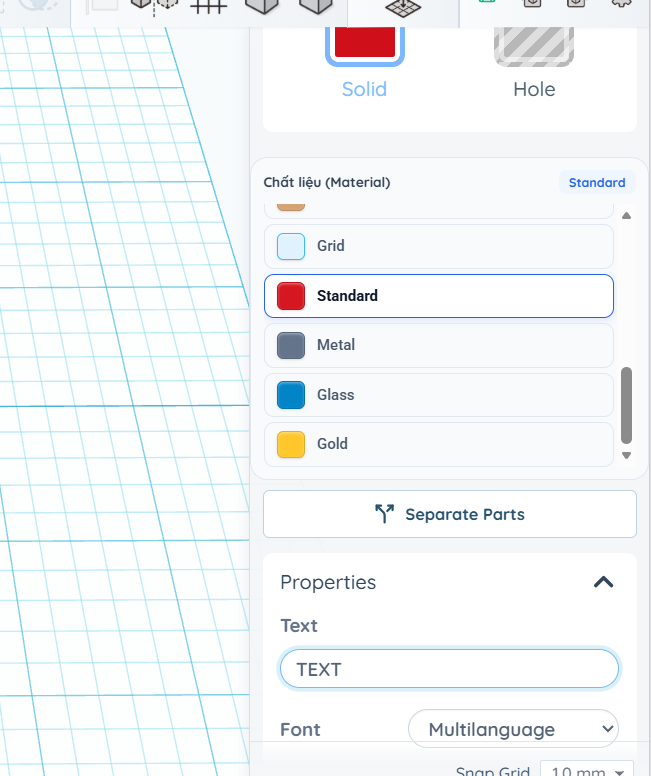 Solid
Hole
Chất liệu (Material)
Standard
Grid
Standard
Metal
Glass
Gold
Separate Parts
Properties
Text
TEXT
Font
Multilanguage
Snap Grid
1.0 mm